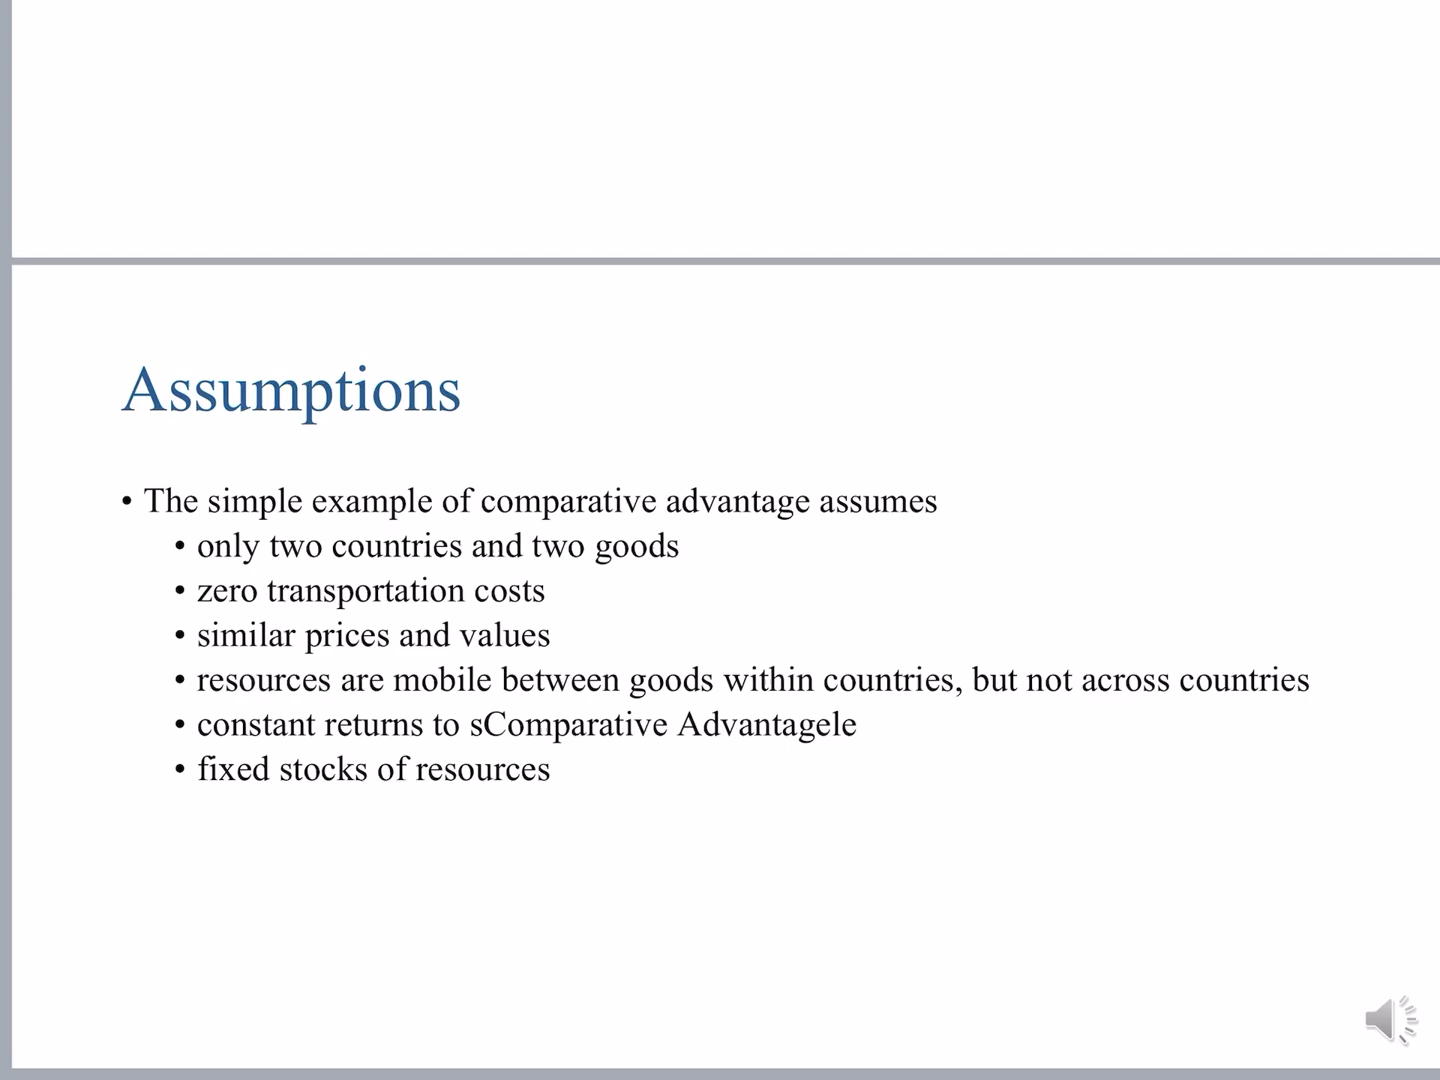 Assumptions
• The simple example of comparative advantage assumes
• only two countries and two goods
• zero transportation costs
• similar prices and values
• resources are mobile between goods within countries, but not across countries
• constant returns to sComparative Advantagele
• fixed stocks of resources